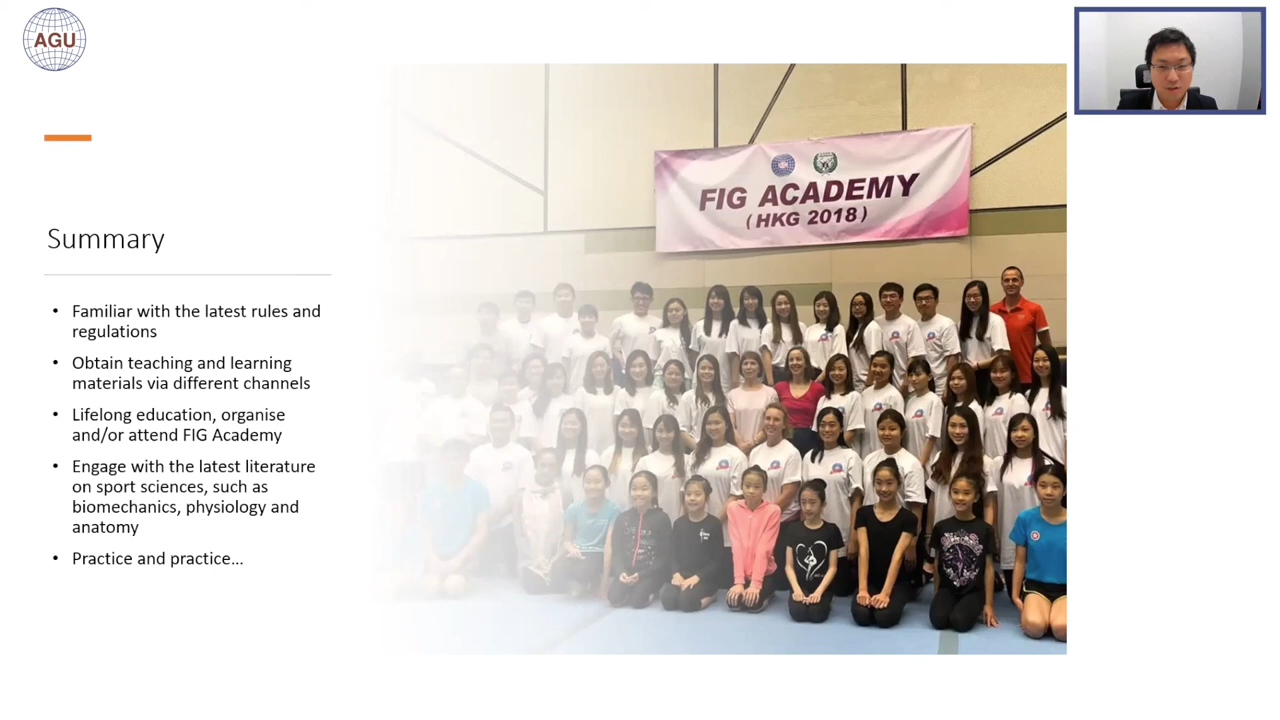 AGU
FIG ACADEMY
(HKG 2018)
Summary
• Familiar with the latest rules and
regulations
• Obtain teaching and learning
materials via different channels
• Lifelong education, organise
and/or attend FIG Academy
• Engage with the latest literature
on sport sciences, such as
biomechanics, physiology and
anatomy
• Practice and practice...